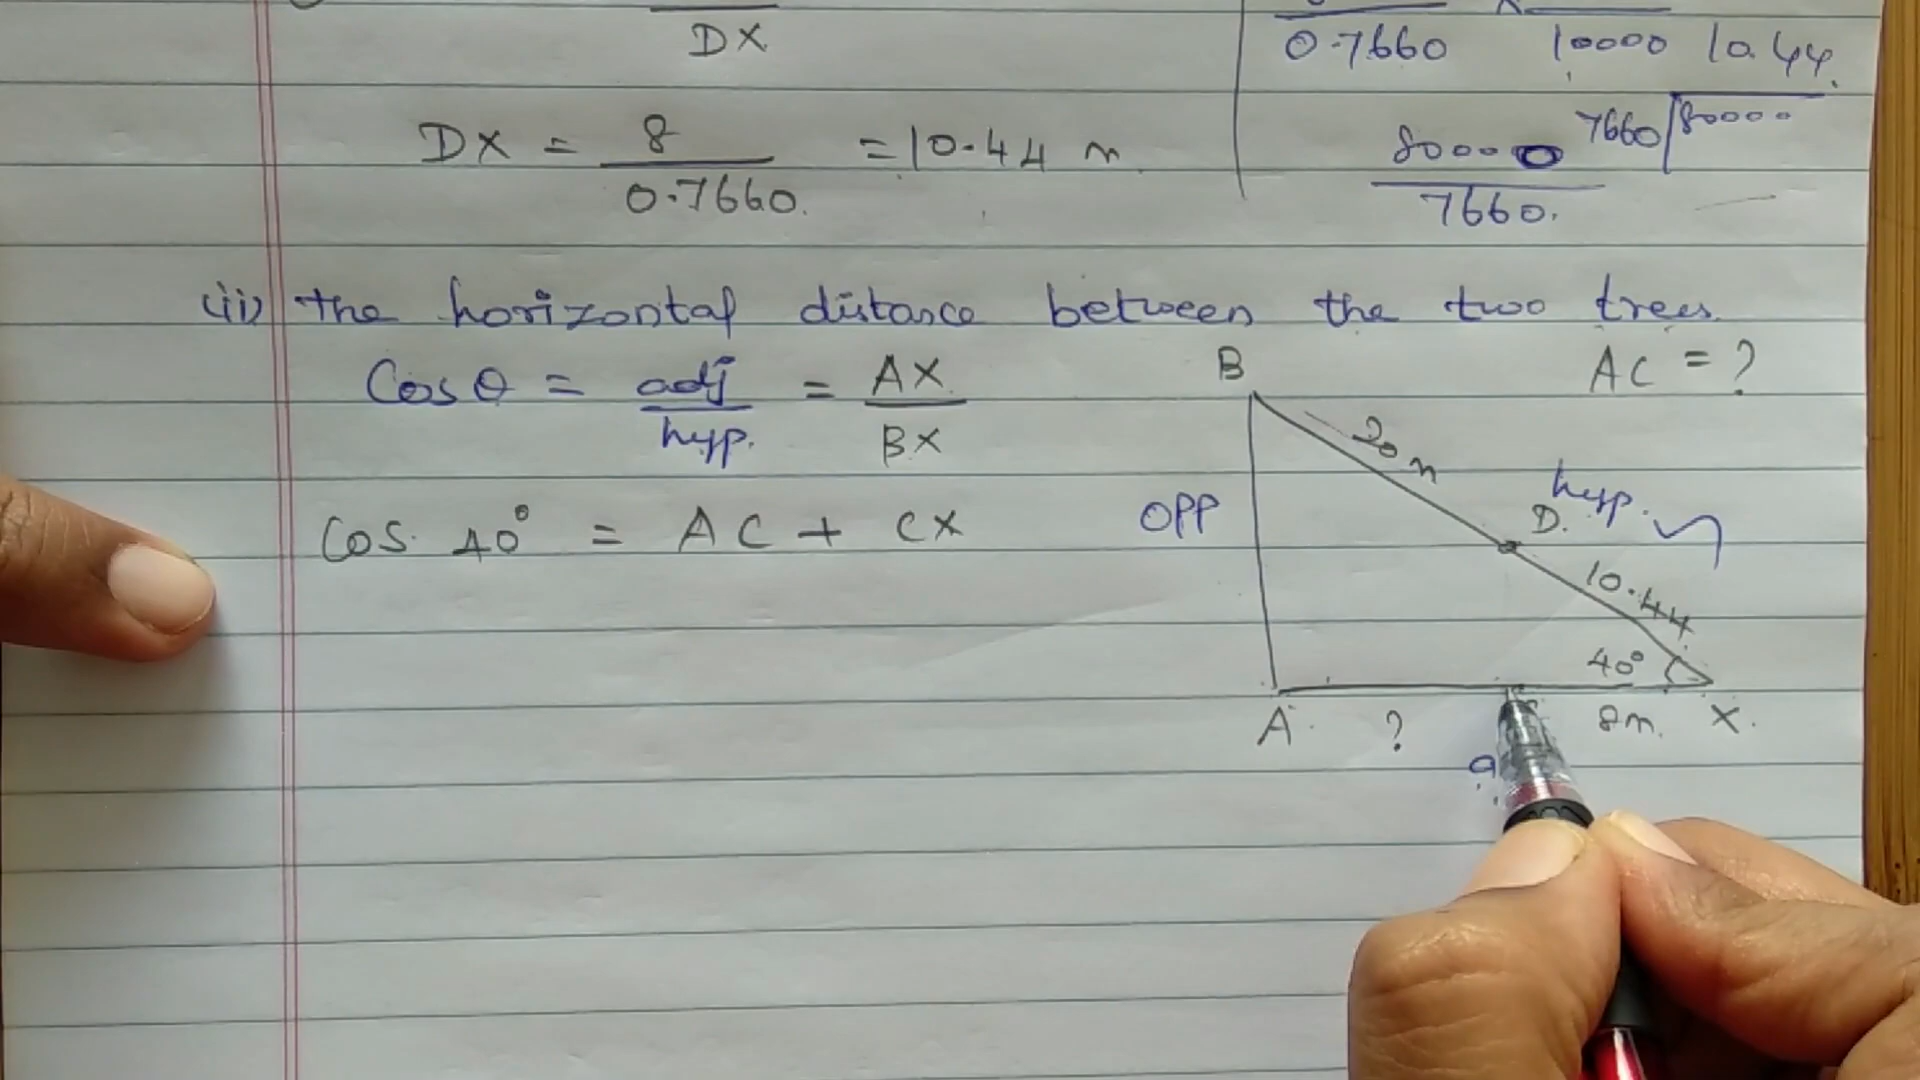 DX
0.7660 10000 10.44
DX = 8 = 10.44 m
0.7660.
80000 7660 80000
7660.
(ii) the horizontal distance between the two trees
Cos θ = adj = AX
hyp. BX
AC = ?
Cos 40° = AC + CX
B
20 m
OPP
hyp.
D.
10.44
40°
A ? 8m. X.